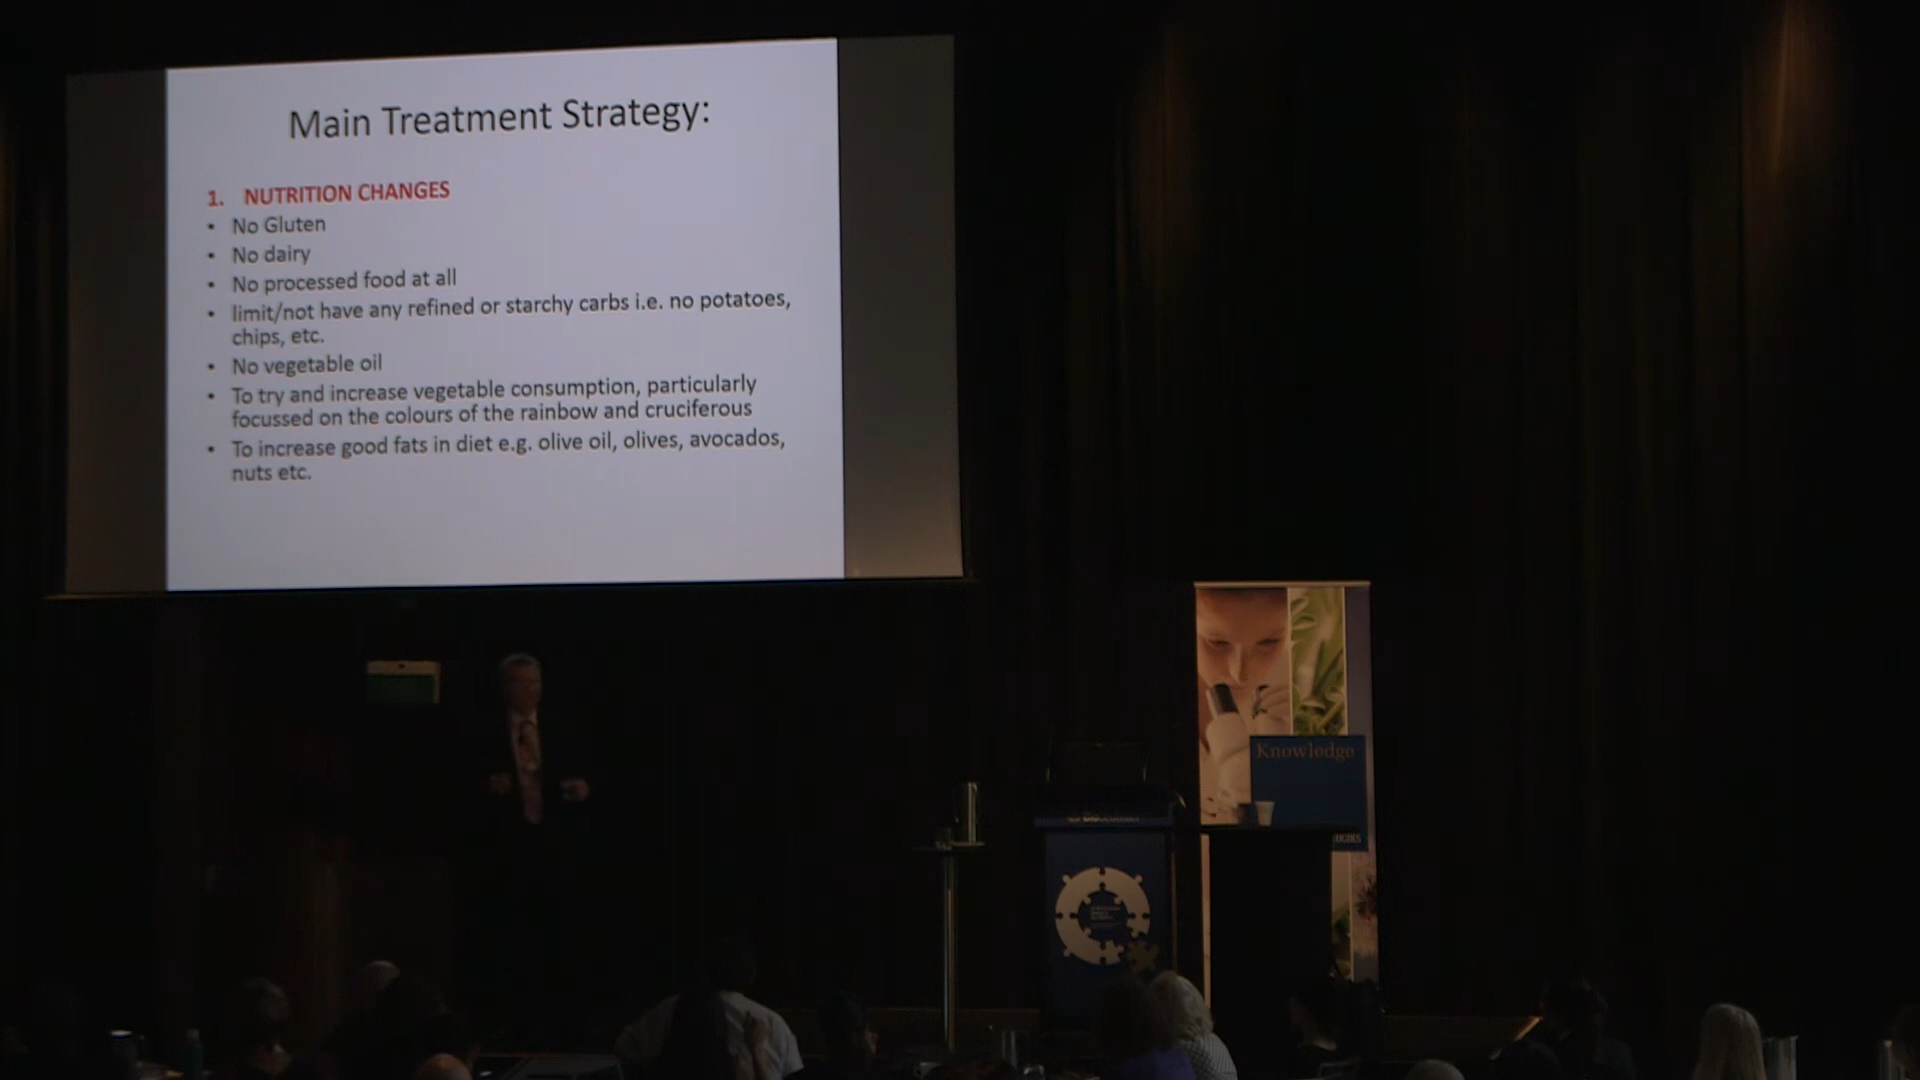 Main Treatment Strategy:
1. NUTRITION CHANGES
• No Gluten
• No dairy
• No processed food at all
• limit/not have any refined or starchy carbs i.e. no potatoes,
chips, etc.
• No vegetable oil
• To try and increase vegetable consumption, particularly
focussed on the colours of the rainbow and cruciferous
• To increase good fats in diet e.g. olive oil, olives, avocados,
nuts etc.
Knowledge